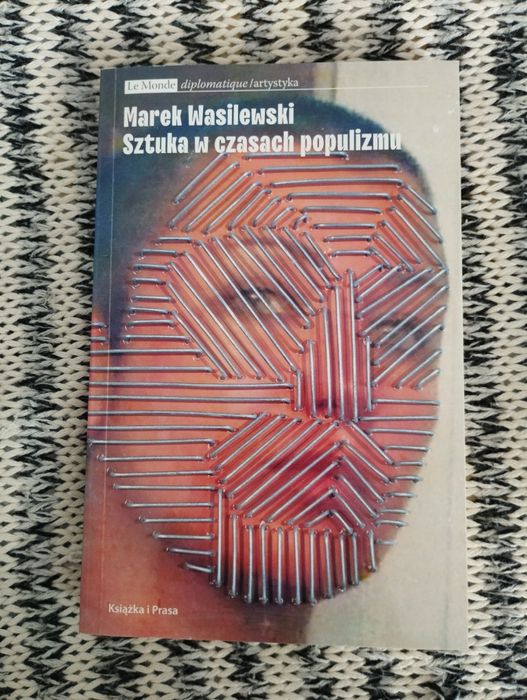 Le Monde diplomatique/artystyka
Marek Wasilewski
Sztuka w czasach populizmu
Książka i Prasa